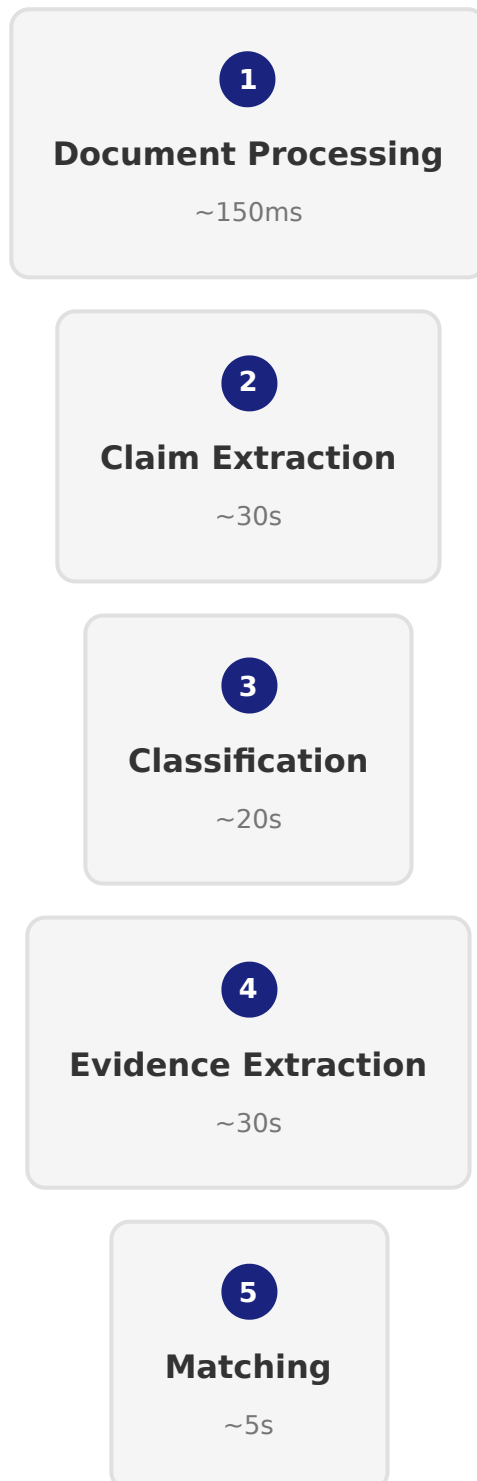 1
Document Processing
~150ms
2
Claim Extraction
~30s
3
Classification
~20s
4
Evidence Extraction
~30s
5
Matching
~5s